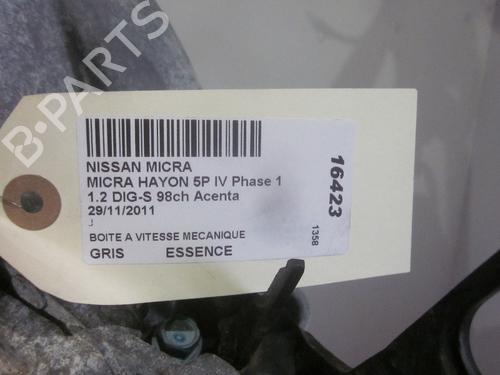 NISSAN MICRA
MICRA HAYON 5P IV Phase 1
1.2 DIG-S 98ch Acenta
29/11/2011
J
BOITE A VITESSE MECANIQUE
GRIS ESSENCE
16423
1358
B-PARTS